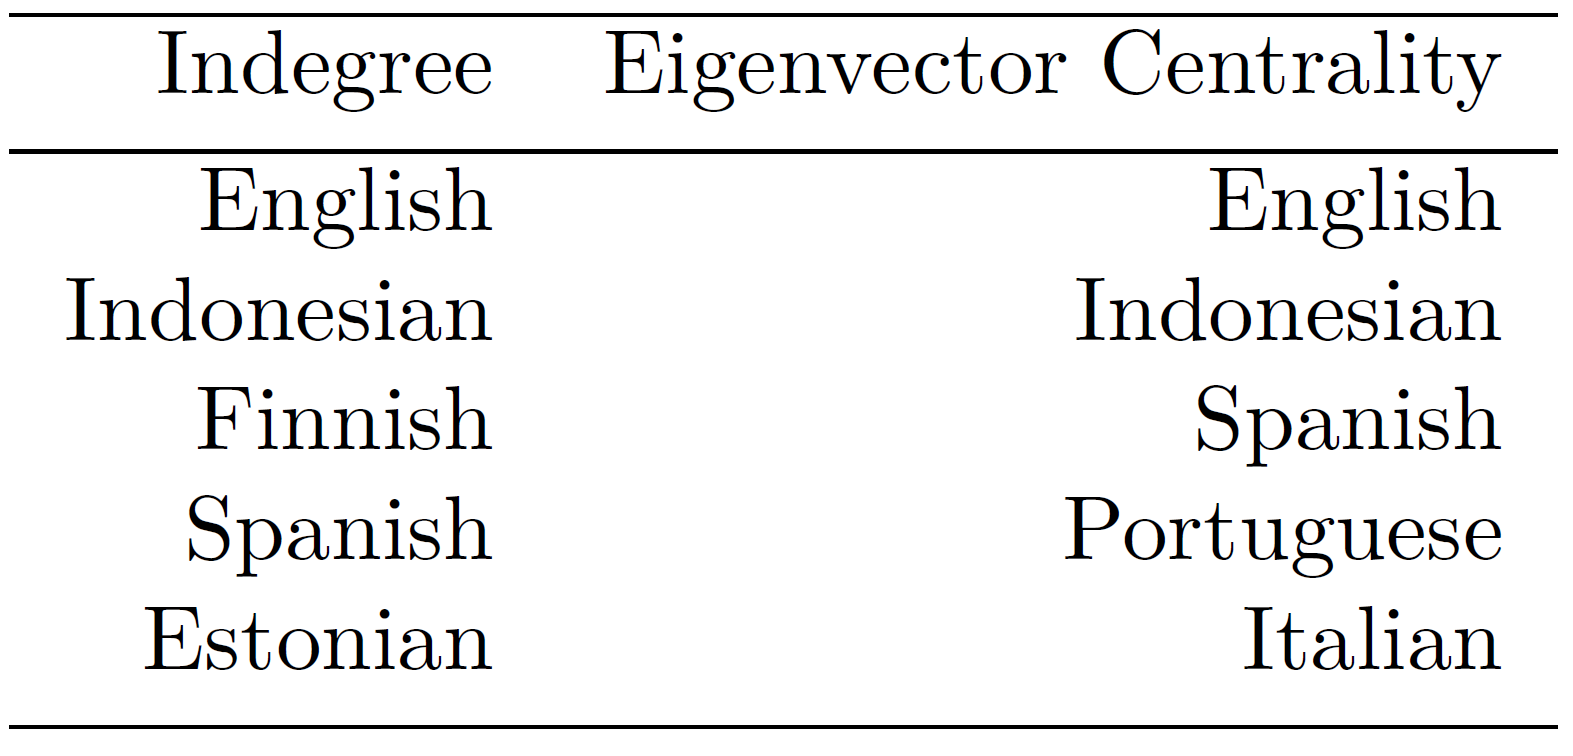 Indegree Eigenvector Centrality
English English
Indonesian Indonesian
Finnish Spanish
Spanish Portuguese
Estonian Italian